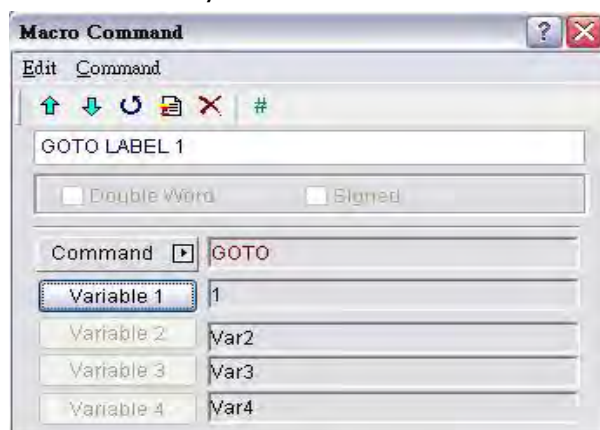 Macro Command
Edit Command
#
GOTO LABEL 1
Double Word Signed
Command GOTO
Variable 1 1
Variable 2 Var2
Variable 3 Var3
Variable 4 Var4